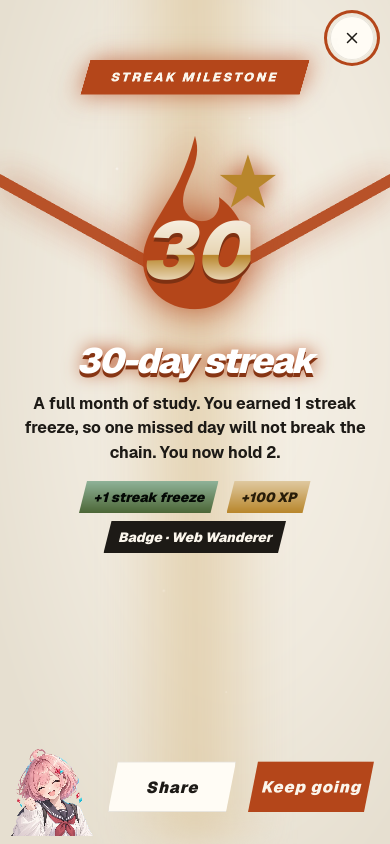 STREAK MILESTONE
30
30-day streak
A full month of study. You earned 1 streak
freeze, so one missed day will not break the
chain. You now hold 2.
+1 streak freeze
+100 XP
Badge · Web Wanderer
Share
Keep going